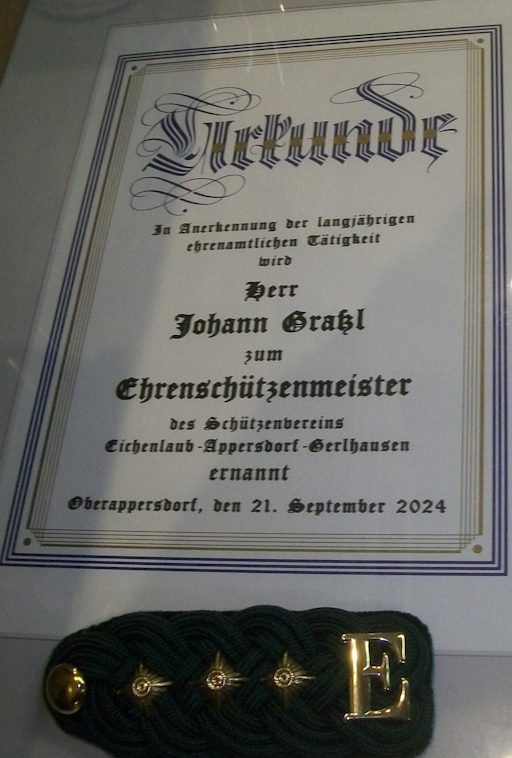 Urkunde
In Anerkennung der langjährigen
ehrenamtlichen Tätigkeit
wird
Herr
Johann Graßl
zum
Ehrenschützenmeister
des Schützenvereins
Eichenlaub-Appersdorf-Gerlhausen
ernannt
Oberappersdorf, den 21. September 2024
E